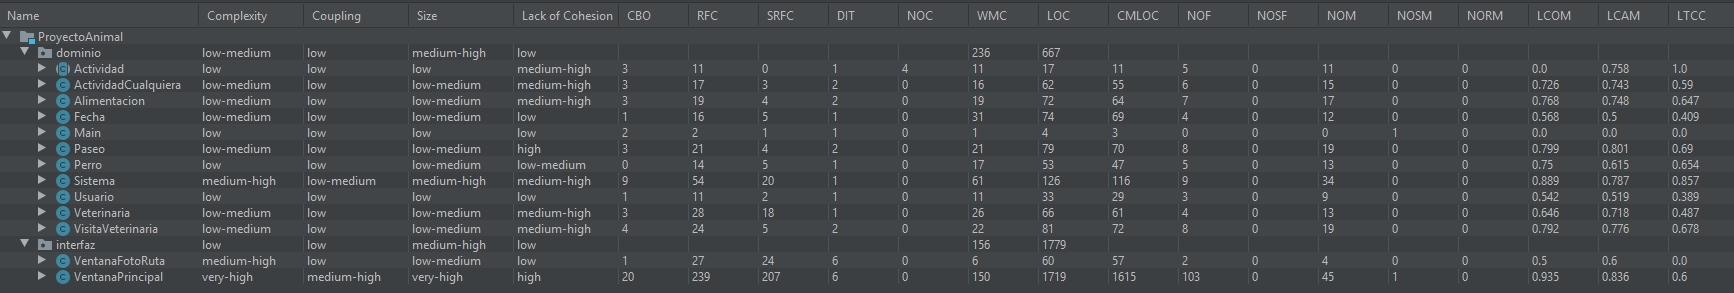 Name Complexity Coupling Size Lack of Cohesion CBO RFC SRFC DIT NOC WMC LOC CMLOC NOF NOSF NOM NOSM NORM LCOM LCAM LTCC
ProyectoAnimal
dominio low-medium low medium-high low 236 667
Actividad low low low medium-high 3 11 0 1 4 11 17 11 5 0 11 0 0 0.0 0.758 1.0
ActividadCualquiera low-medium low low-medium medium-high 3 17 3 2 0 16 62 55 6 0 15 0 0 0.726 0.743 0.59
Alimentacion low-medium low low-medium medium-high 3 19 4 2 0 19 72 64 7 0 17 0 0 0.768 0.748 0.647
Fecha low-medium low low-medium low 1 16 5 1 0 31 74 69 4 0 12 0 0 0.568 0.5 0.409
Main low low low low 2 2 1 1 0 1 4 3 0 0 0 1 0 0.0 0.0 0.0
Paseo low-medium low low-medium high 3 21 4 2 0 21 79 70 8 0 19 0 0 0.799 0.801 0.69
Perro low low low-medium low-medium 0 14 5 1 0 17 53 47 5 0 13 0 0 0.75 0.615 0.654
Sistema medium-high low-medium medium-high medium-high 9 54 20 1 0 61 126 116 9 0 34 0 0 0.889 0.787 0.857
Usuario low low low low 1 11 2 1 0 11 33 29 3 0 9 0 0 0.542 0.519 0.389
Veterinaria low-medium low low-medium medium-high 3 28 18 1 0 26 66 61 4 0 13 0 0 0.646 0.718 0.487
VisitaVeterinaria low-medium low low-medium medium-high 4 24 5 2 0 22 81 72 8 0 19 0 0 0.792 0.776 0.678
interfaz low low medium-high low 156 1779
VentanaFotoRuta medium-high low low-medium low 1 27 24 6 0 6 60 57 2 0 4 0 0 0.5 0.6 0.0
VentanaPrincipal very-high medium-high very-high high 20 239 207 6 0 150 1719 1615 103 0 45 1 0 0.935 0.836 0.6